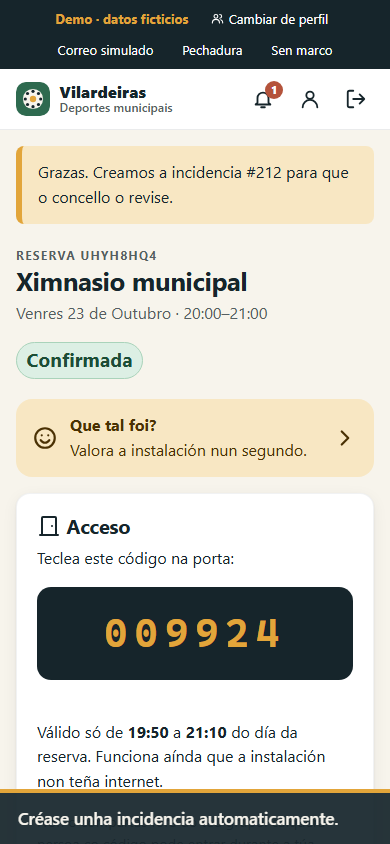 Demo · datos ficticios
Cambiar de perfil
Correo simulado
Pechadura
Sen marco
Vilardeiras
1
Deportes municipais
Grazas. Creamos a incidencia #212 para que
o concello o revise.
RESERVA UHYH8HQ4
Ximnasio municipal
Venres 23 de Outubro · 20:00–21:00
Confirmada
Que tal foi?
Valora a instalación nun segundo.
Acceso
Teclea este código na porta:
009924
Válido só de 19:50 a 21:10 do día da
reserva. Funciona aínda que a instalación
non teña internet.
Créase unha incidencia automaticamente.